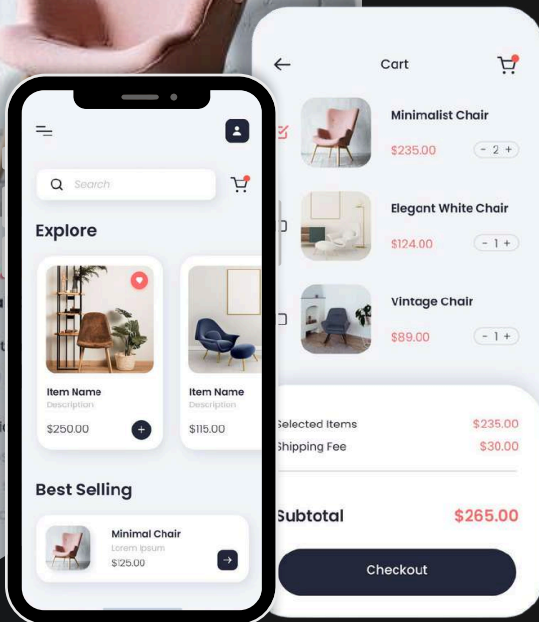 Search
Explore
Item Name
Description
$250.00
+
Item Name
Description
$115.00
Best Selling
Minimal Chair
Lorem Ipsum
$125.00
Cart
Minimalist Chair
$235.00
- 2 +
Elegant White Chair
$124.00
- 1 +
Vintage Chair
$89.00
- 1 +
Selected Items
$235.00
Shipping Fee
$30.00
Subtotal
$265.00
Checkout